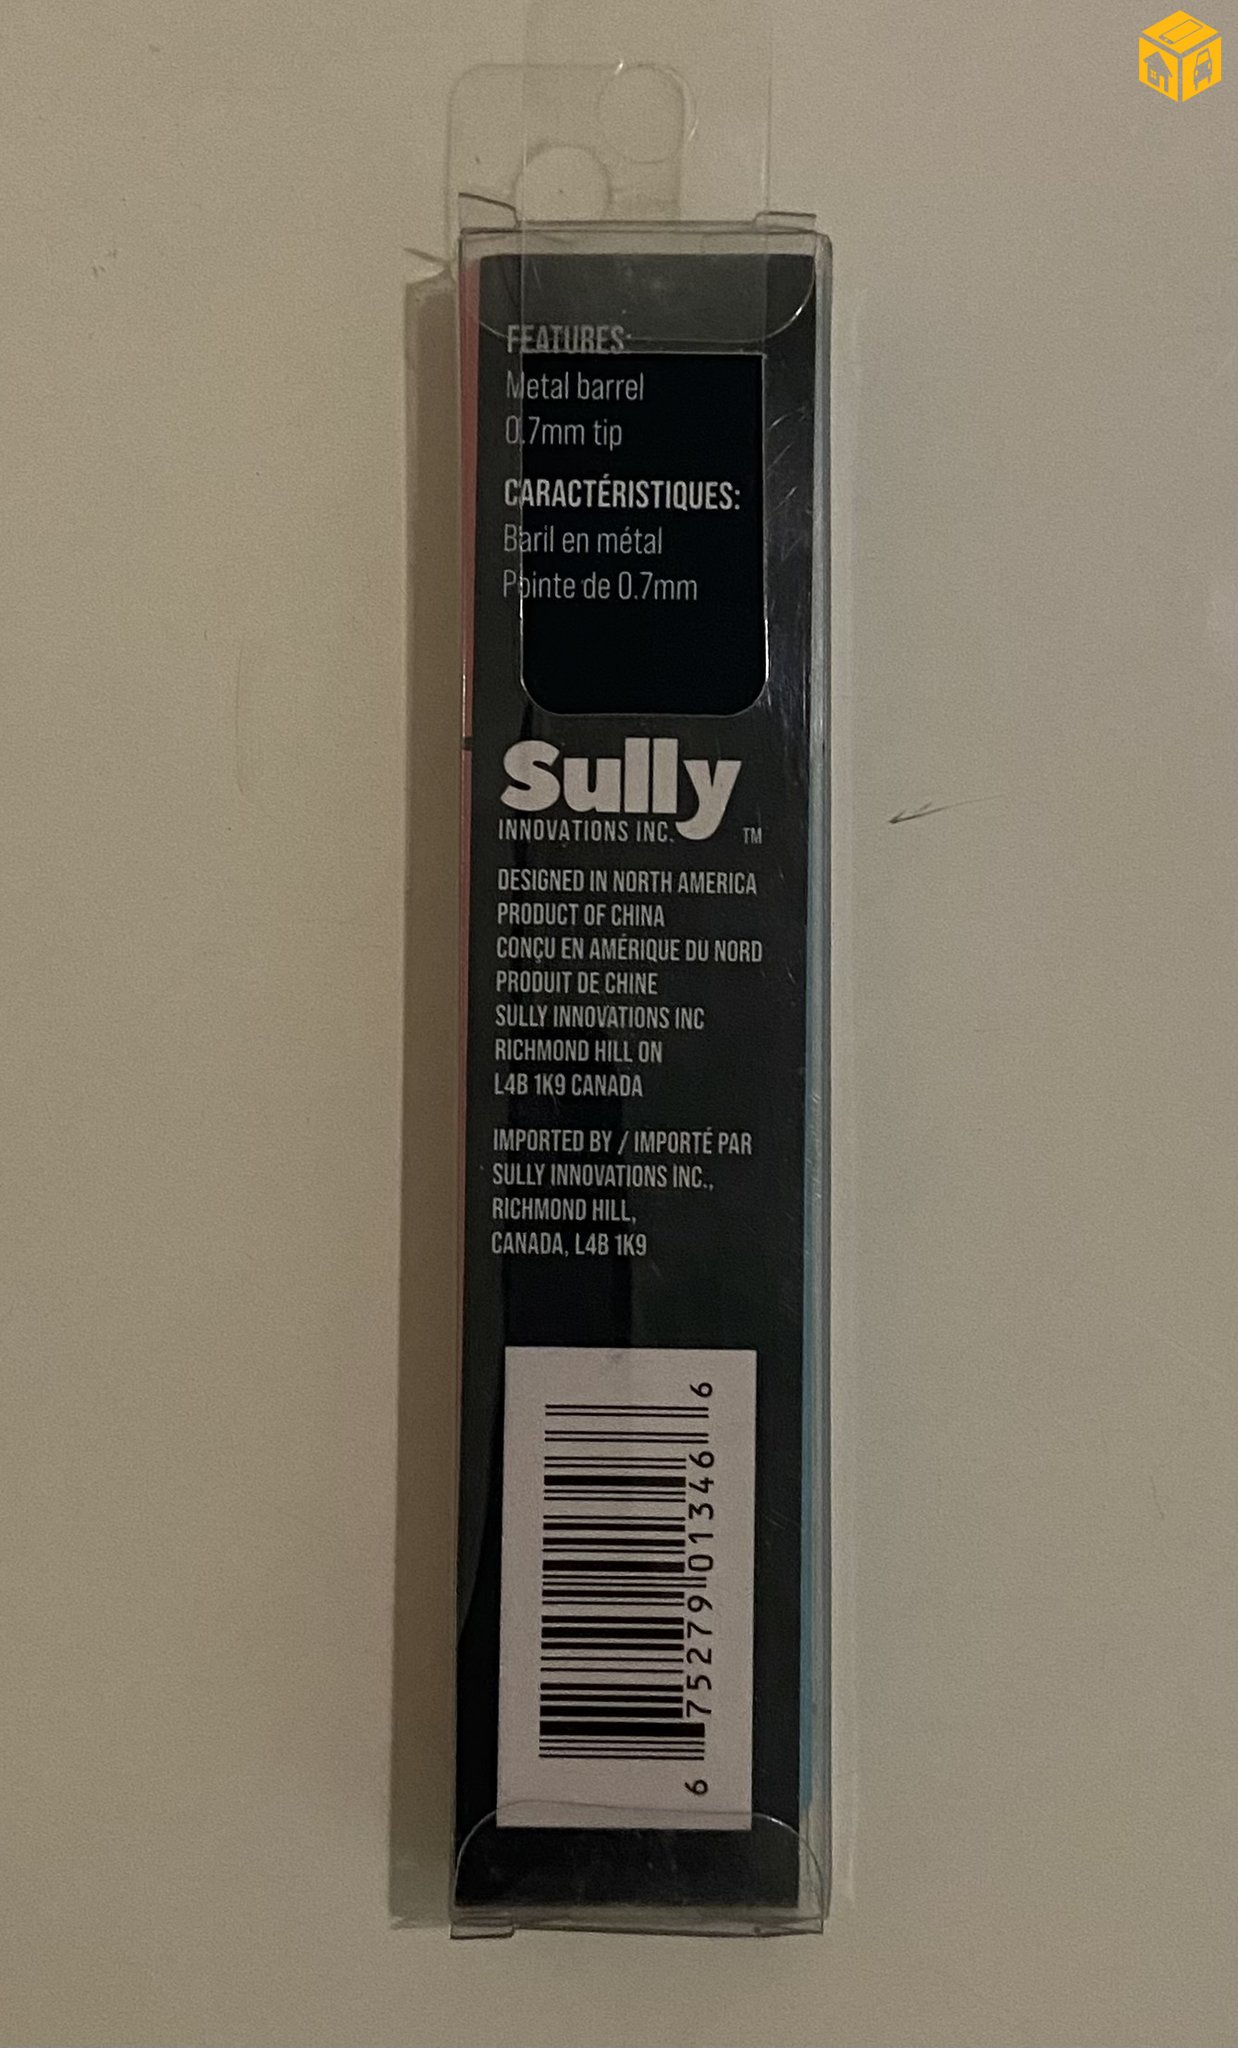 FEATURES:
Metal barrel
0.7mm tip
CARACTÉRISTIQUES:
Baril en métal
Pointe de 0.7mm
Sully
INNOVATIONS INC.
TM
DESIGNED IN NORTH AMERICA
PRODUCT OF CHINA
CONÇU EN AMÉRIQUE DU NORD
PRODUIT DE CHINE
SULLY INNOVATIONS INC
RICHMOND HILL ON
L4B 1K9 CANADA
IMPORTED BY / IMPORTÉ PAR
SULLY INNOVATIONS INC.,
RICHMOND HILL,
CANADA, L4B 1K9
6 75279 01346 6